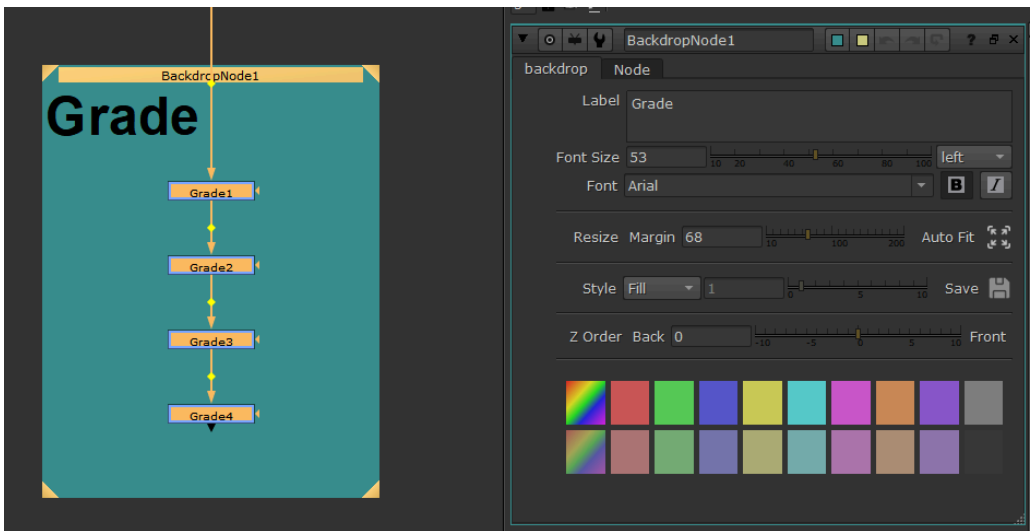 BackdropNode1
Grade
Grade1
Grade2
Grade3
Grade4
BackdropNode1 ?
backdrop Node
Label Grade
Font Size 53 10 20 40 60 80 100 left
Font Arial B I
Resize Margin 68 10 100 200 Auto Fit
Style Fill 1 0 5 10 Save
Z Order Back 0 -10 -5 0 5 10 Front